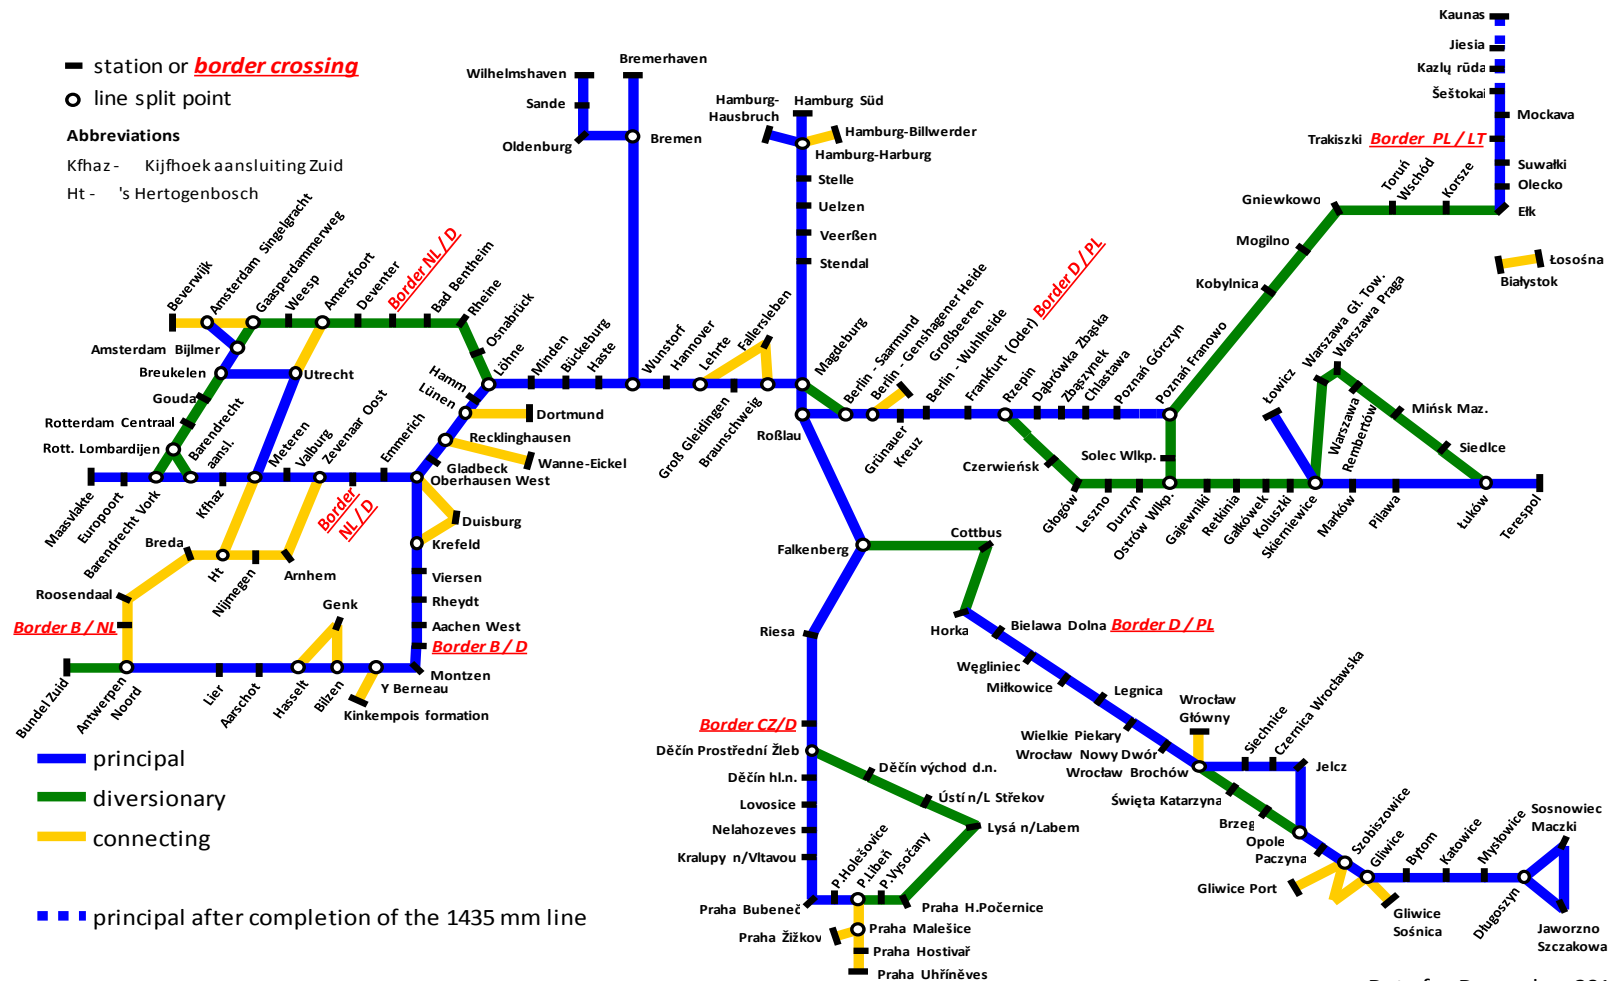 station or border crossing
line split point
Abbreviations
Kfhaz - Kijfhoek aansluiting Zuid
Ht - 's Hertogenbosch
Wilhelmshaven
Sande
Oldenburg
Bremerhaven
Bremen
Hamburg-
Hausbruch
Hamburg Süd
Hamburg-Billwerder
Hamburg-Harburg
Stelle
Uelzen
Veerßen
Stendal
Kaunas
Jiesia
Kazlų rūda
Šeštokai
Mockava
Trakiszki Border PL / LT
Suwałki
Olecko
Ełk
Toruń
Wschód
Korsze
Gniewkowo
Mogilno
Kobylnica
Łosośna
Białystok
Beverwijk
Amsterdam Singelgracht
Gaasperdammerweg
Weesp
Amersfoort
Deventer
Border NL / D
Bad Bentheim
Rheine
Osnabrück
Löhne
Minden
Bückeburg
Haste
Wunstorf
Hannover
Lehrte
Fallersleben
Groß Gleidingen
Braunschweig
Magdeburg
Roßlau
Berlin - Saarmund
Berlin - Genshagener Heide
Großbeeren
Grünauer
Kreuz
Berlin - Wuhlheide
Frankfurt (Oder)
Border D / PL
Rzepin
Dąbrówka Zbąska
Zbąszynek
Chlastawa
Poznań Górczyn
Poznań Franowo
Amsterdam Bijlmer
Breukelen
Utrecht
Gouda
Rotterdam Centraal
Rott. Lombardijen
Barendrecht
aansl.
Maasvlakte
Europoort
Barendrecht Vork
Kfhaz
Meteren
Valburg
Zevenaar Oost
Border
NL / D
Emmerich
Hamm
Lünen
Dortmund
Recklinghausen
Wanne-Eickel
Gladbeck
Oberhausen West
Duisburg
Krefeld
Viersen
Rheydt
Aachen West
Border B / D
Montzen
Breda
Ht
Nijmegen
Arnhem
Roosendaal
Border B / NL
Genk
Bundel Zuid
Antwerpen
Noord
Lier
Aarschot
Hasselt
Bilzen
Y Berneau
Kinkempois formation
Czerwieńsk
Solec Wlkp.
Głogów
Leszno
Durzyn
Ostrów Wlkp.
Gajewniki
Retkinia
Gałkówek
Koluszki
Skierniewice
Łowicz
Warszawa Gł. Tow.
Warszawa Praga
Warszawa
Rembertów
Mińsk Maz.
Siedlce
Marków
Pilawa
Łuków
Terespol
Falkenberg
Cottbus
Riesa
Horka
Bielawa Dolna Border D / PL
Węgliniec
Miłkowice
Legnica
Wielkie Piekary
Wrocław Nowy Dwór
Wrocław Brochów
Wrocław
Główny
Siechnice
Czernica Wrocławska
Jelcz
Święta Katarzyna
Brzeg
Opole
Paczyna
Szobiszowice
Gliwice
Bytom
Katowice
Mysłowice
Sosnowiec
Maczki
Gliwice Port
Gliwice
Sośnica
Długoszyn
Jaworzno
Szczakowa
Border CZ/D
Děčín Prostřední Žleb
Děčín hl.n.
Lovosice
Nelahozeves
Kralupy n/Vltavou
Děčín východ d.n.
Ústí n/L Střekov
Lysá n/Labem
Praha Bubeneč
P.Holešovice
P.Libeň
P.Vysočany
Praha H.Počernice
Praha Malešice
Praha Žižkov
Praha Hostivař
Praha Uhříněves
principal
diversionary
connecting
principal after completion of the 1435 mm line